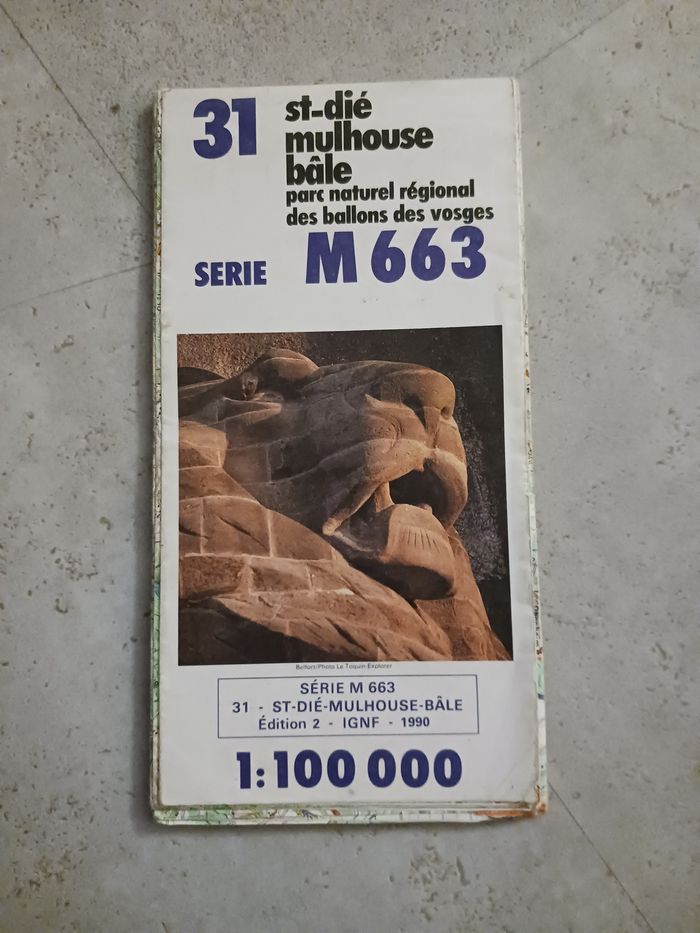 31
st-dié
mulhouse
bâle
parc naturel régional
des ballons des vosges
SERIE M 663
Belfort/Photo Le Toquin-Explorer
SÉRIE M 663
31 - ST-DIÉ-MULHOUSE-BÂLE
Édition 2 - IGNF - 1990
1:100 000